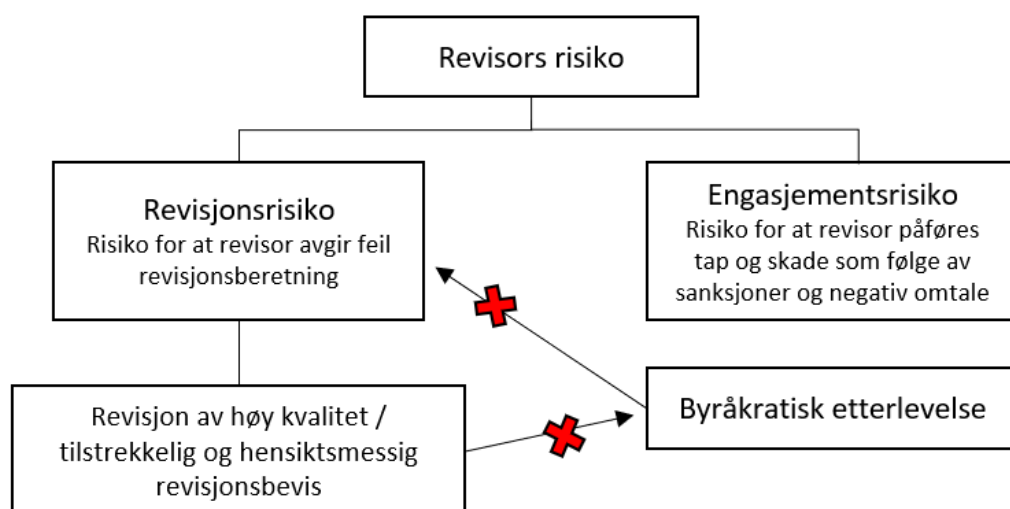 Revisors risiko
Revisjonsrisiko
Risiko for at revisor avgir feil
revisjonsberetning
Engasjementsrisiko
Risiko for at revisor påføres
tap og skade som følge av
sanksjoner og negativ omtale
Revisjon av høy kvalitet /
tilstrekkelig og hensiktsmessig
revisjonsbevis
Byråkratisk etterlevelse